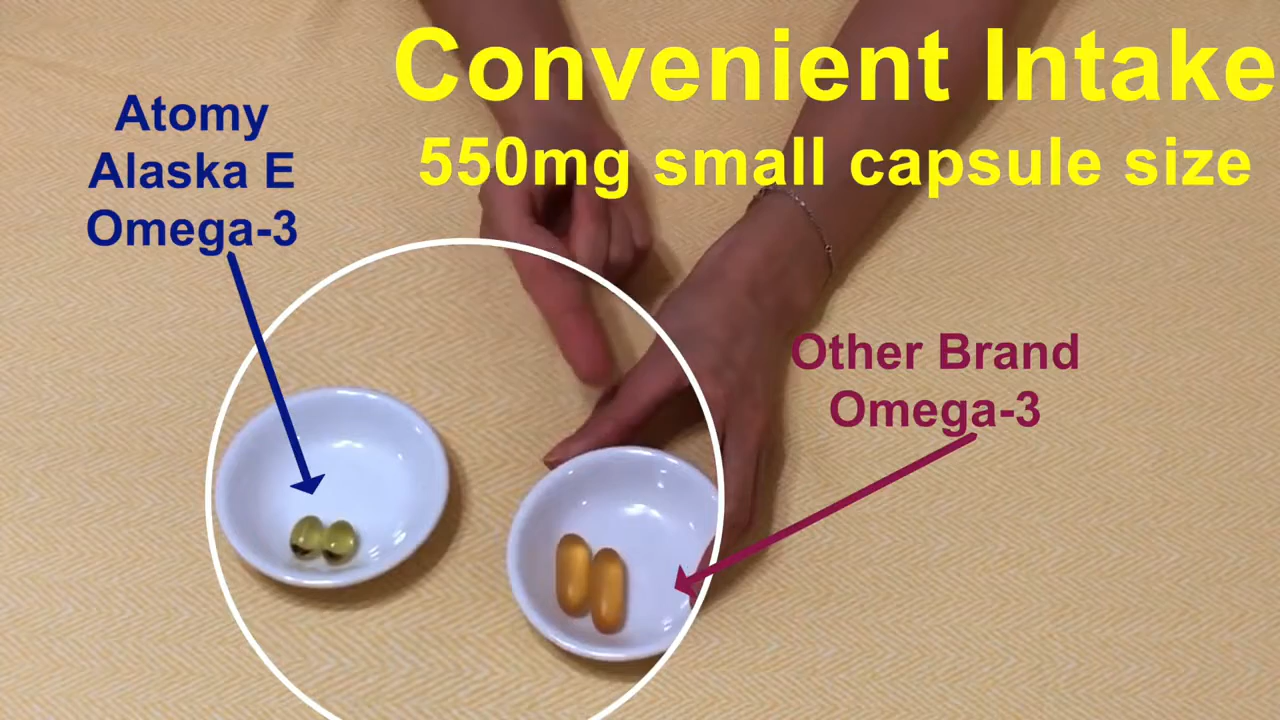 Convenient Intake
550mg small capsule size
Atomy
Alaska E
Omega-3
Other Brand
Omega-3